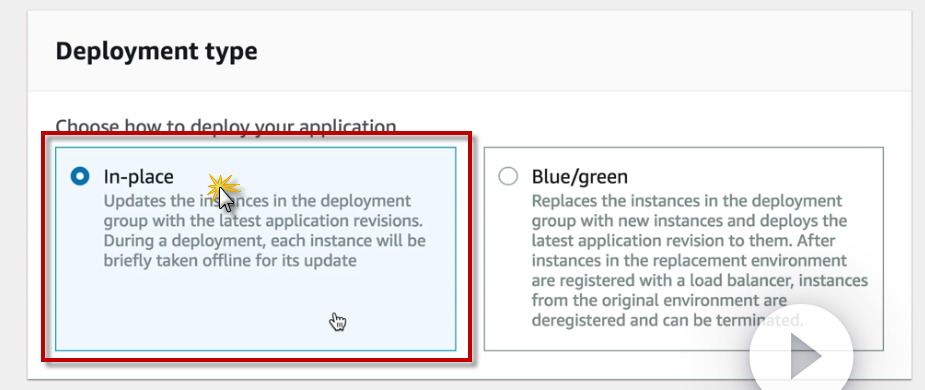 Deployment type
Choose how to deploy your application
In-place
Updates the instances in the deployment
group with the latest application revisions.
During a deployment, each instance will be
briefly taken offline for its update
Blue/green
Replaces the instances in the deployment
group with new instances and deploys the
latest application revision to them. After
instances in the replacement environment
are registered with a load balancer, instances
from the original environment are
deregistered and can be terminated.